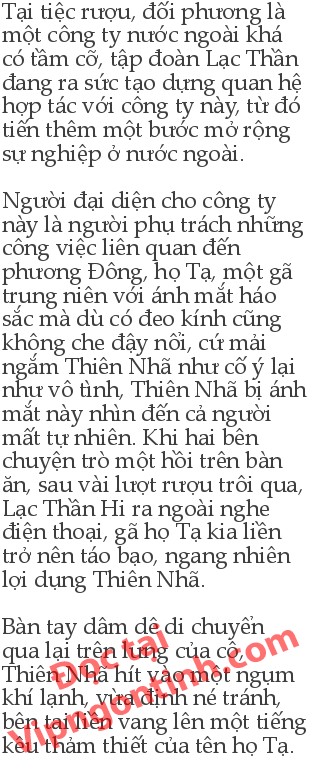 Tại tiệc rượu, đối phương là
một công ty nước ngoài khá
có tầm cỡ, tập đoàn Lạc Thần
đang ra sức tạo dựng quan hệ
hợp tác với công ty này, từ đó
tiến thêm một bước mở rộng
sự nghiệp ở nước ngoài.

Người đại diện cho công ty
này là người phụ trách những
công việc liên quan đến
phương Đông, họ Tạ, một gã
trung niên với ánh mắt háo
sắc mà dù có đeo kính cũng
không che đậy nổi, cứ mải
ngắm Thiên Nhã như cố ý lại
như vô tình, Thiên Nhã bị ánh
mắt này nhìn đến cả người
mất tự nhiên. Khi hai bên
chuyện trò một hồi trên bàn
ăn, sau vài lượt rượu trôi qua,
Lạc Thần Hi ra ngoài nghe
điện thoại, gã họ Tạ kia liền
trở nên táo bạo, ngang nhiên
lợi dụng Thiên Nhã.

Bàn tay dâm dê di chuyển
qua lại trên lưng của cô,
Thiên Nhã hít vào một ngụm
khí lạnh, vừa định né tránh,
bên tai liền vang lên một tiếng
kêu thảm thiết của tên họ Tạ.
Đọc tại
Vipngontinh.com